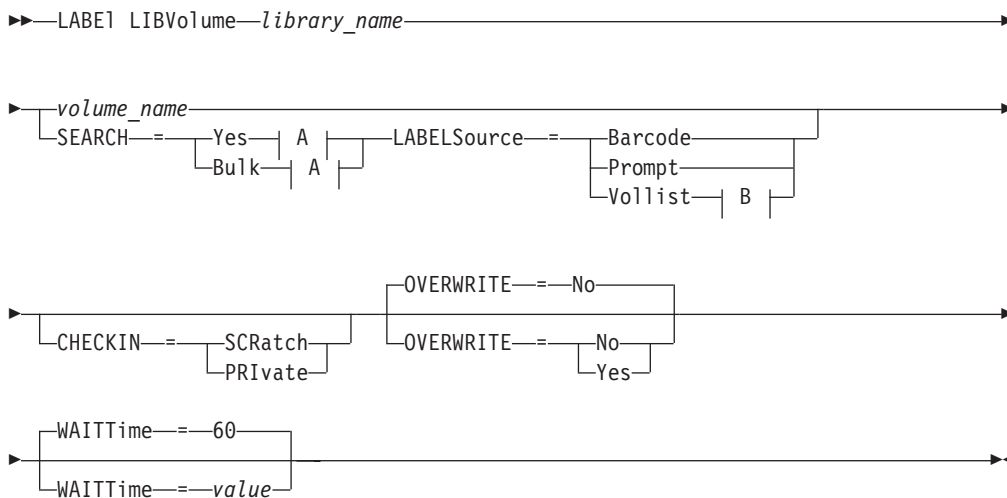 LABEl LIBVolume library_name
volume_name
SEARCH = Yes A LABELSource = Barcode
Bulk A Prompt
Vollist B
OVERWRITE = No
CHECKIN = SCRatch OVERWRITE = No
PRIvate Yes
WAITTime = 60
WAITTime = value